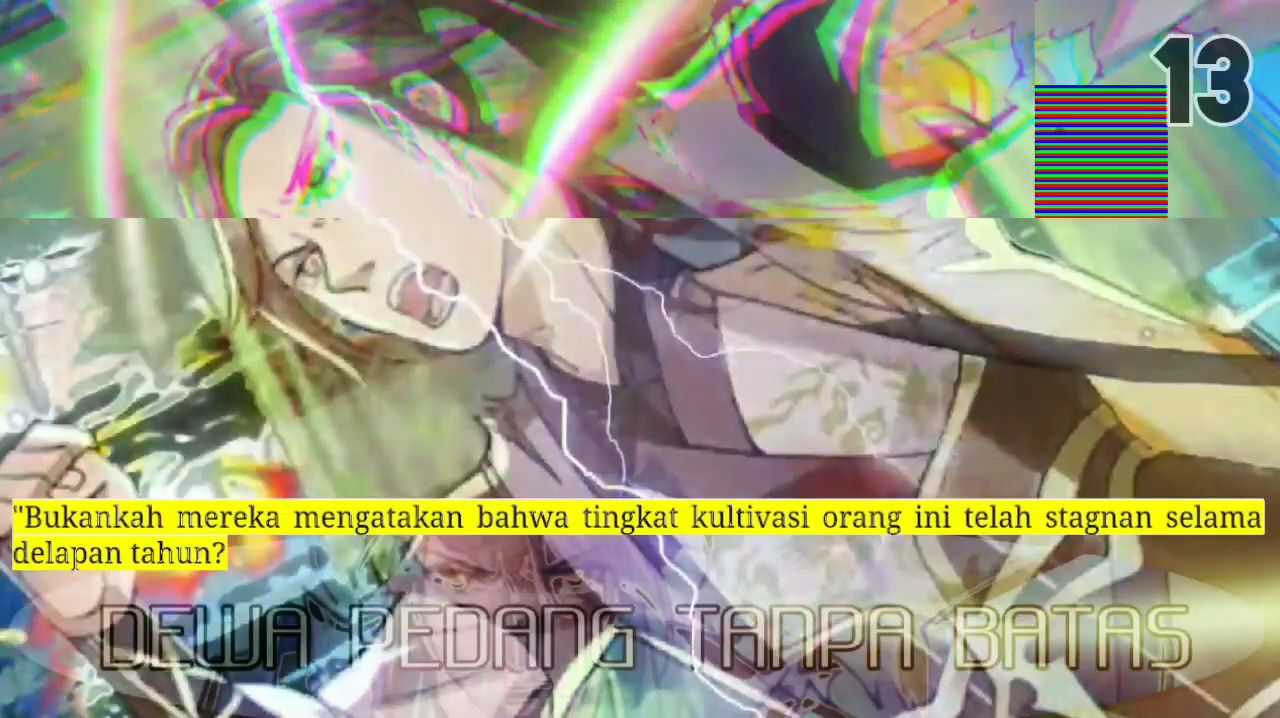 13
"Bukankah mereka mengatakan bahwa tingkat kultivasi orang ini telah stagnan selama
delapan tahun?
DEWA PEDANG TANPA BATAS